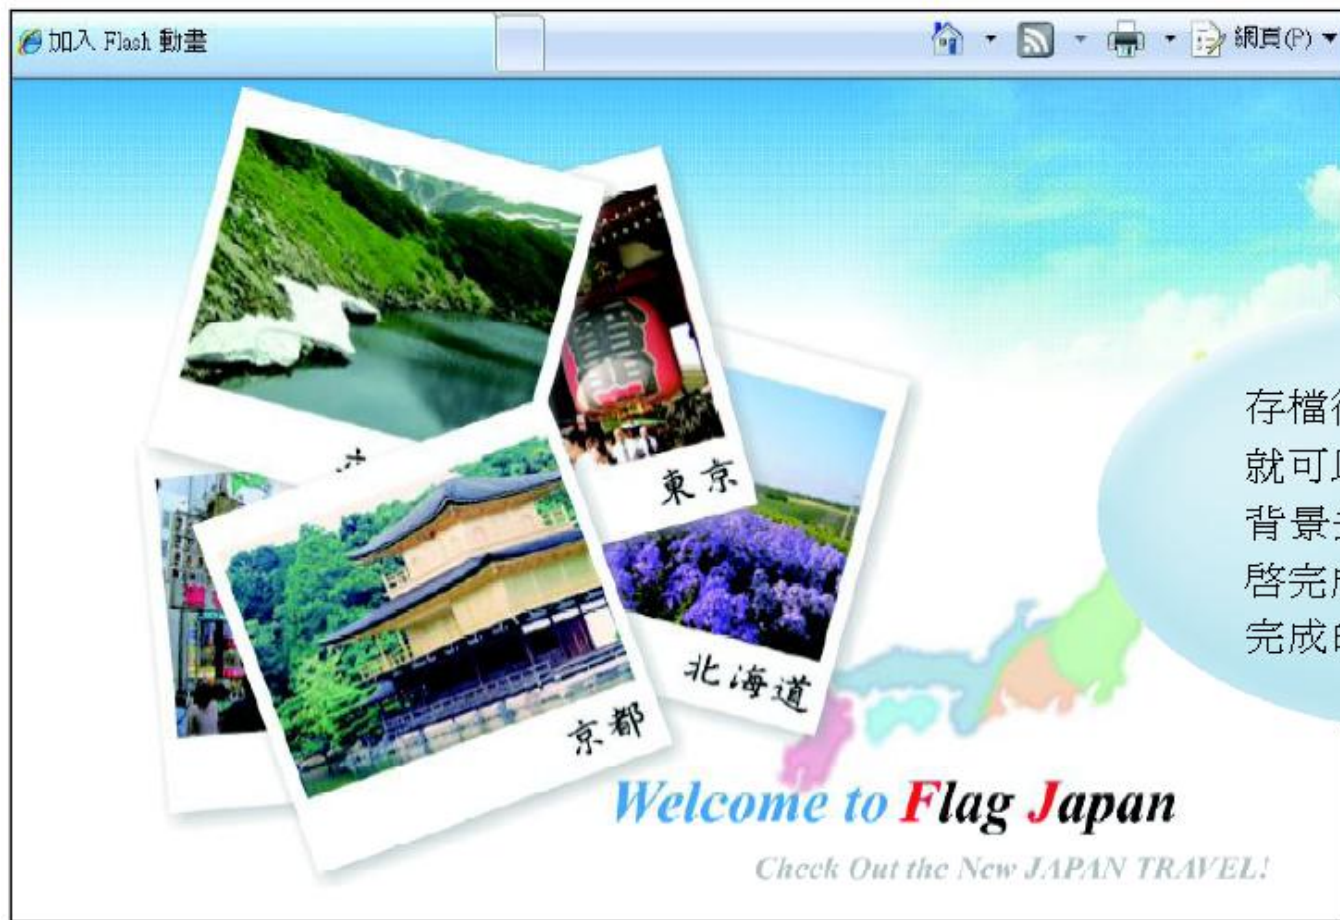 加入 Flash 動畫
網頁(P)
東京
北海道
京都
存檔
就可
背景
啓完
完成
Welcome to Flag Japan
Check Out the New JAPAN TRAVEL!